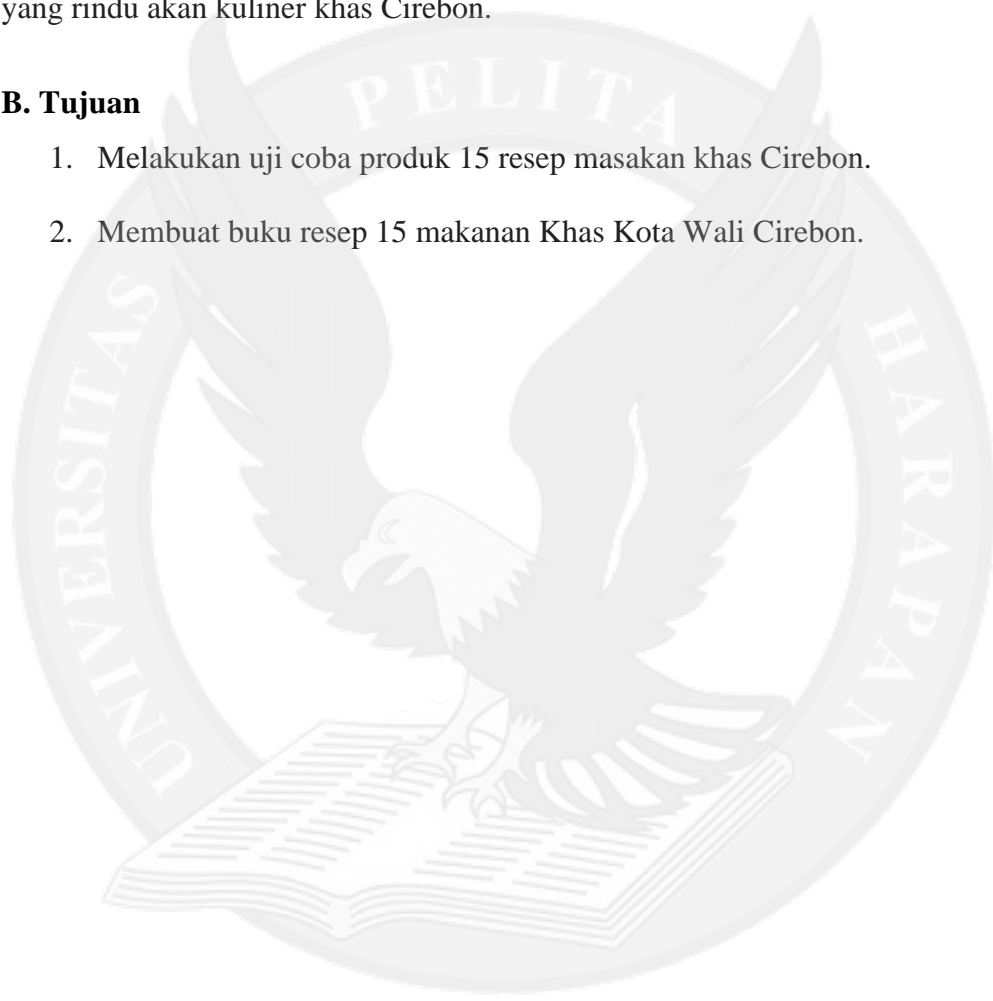 yang rindu akan kuliner khas Cirebon.
B. Tujuan
1. Melakukan uji coba produk 15 resep masakan khas Cirebon.
2. Membuat buku resep 15 makanan Khas Kota Wali Cirebon.
UNIVERSITAS PELITA HARAPAN